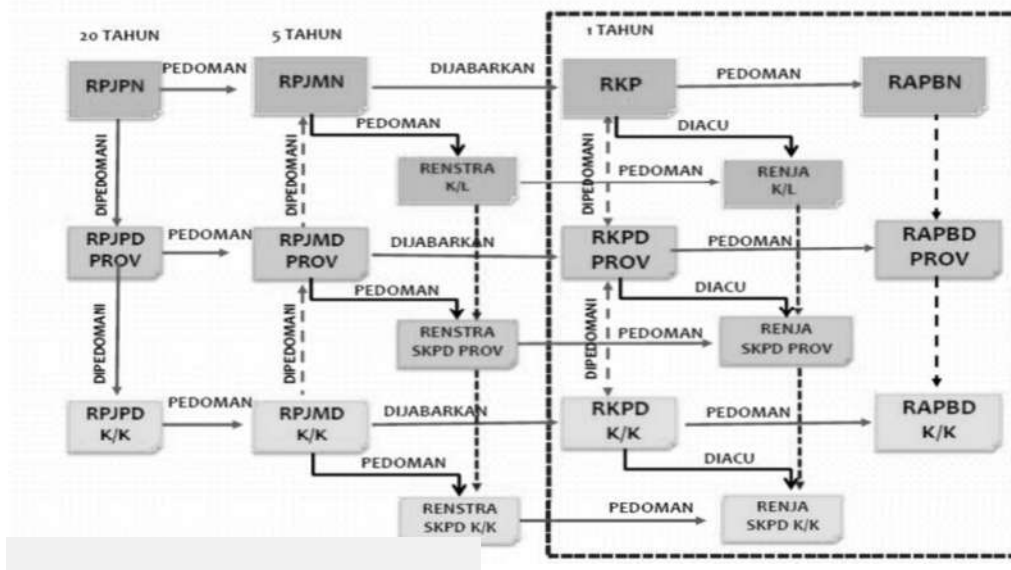 20 TAHUN
5 TAHUN
1 TAHUN
RPJPN
PEDOMAN
RPJMN
DIJABARKAN
RKP
PEDOMAN
RAPBN
DIPEDOMANI
DIPEDOMANI
PEDOMAN
RENSTRA
K/L
PEDOMAN
DIPEDOMANI
DIACU
RENJA
K/L
RPJPD
PROV
PEDOMAN
RPJMD
PROV
DIJABARKAN
RKPD
PROV
PEDOMAN
RAPBD
PROV
DIPEDOMANI
DIPEDOMANI
PEDOMAN
RENSTRA
SKPD PROV
PEDOMAN
DIPEDOMANI
DIACU
RENJA
SKPD PROV
RPJPD
K/K
PEDOMAN
RPJMD
K/K
DIJABARKAN
RKPD
K/K
PEDOMAN
RAPBD
K/K
PEDOMAN
RENSTRA
SKPD K/K
PEDOMAN
DIACU
RENJA
SKPD K/K